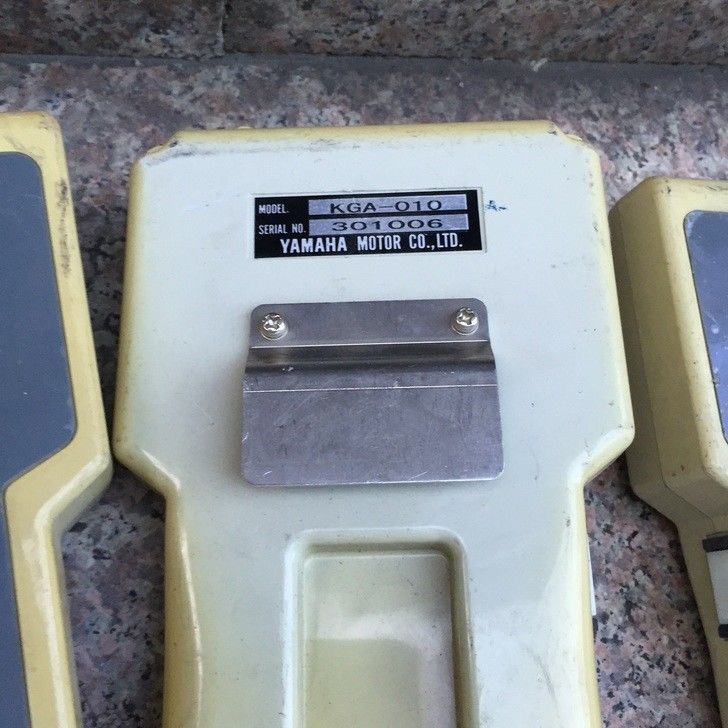 MODEL. KGA-010
SERIAL NO. 301006
YAMAHA MOTOR CO.,LTD.